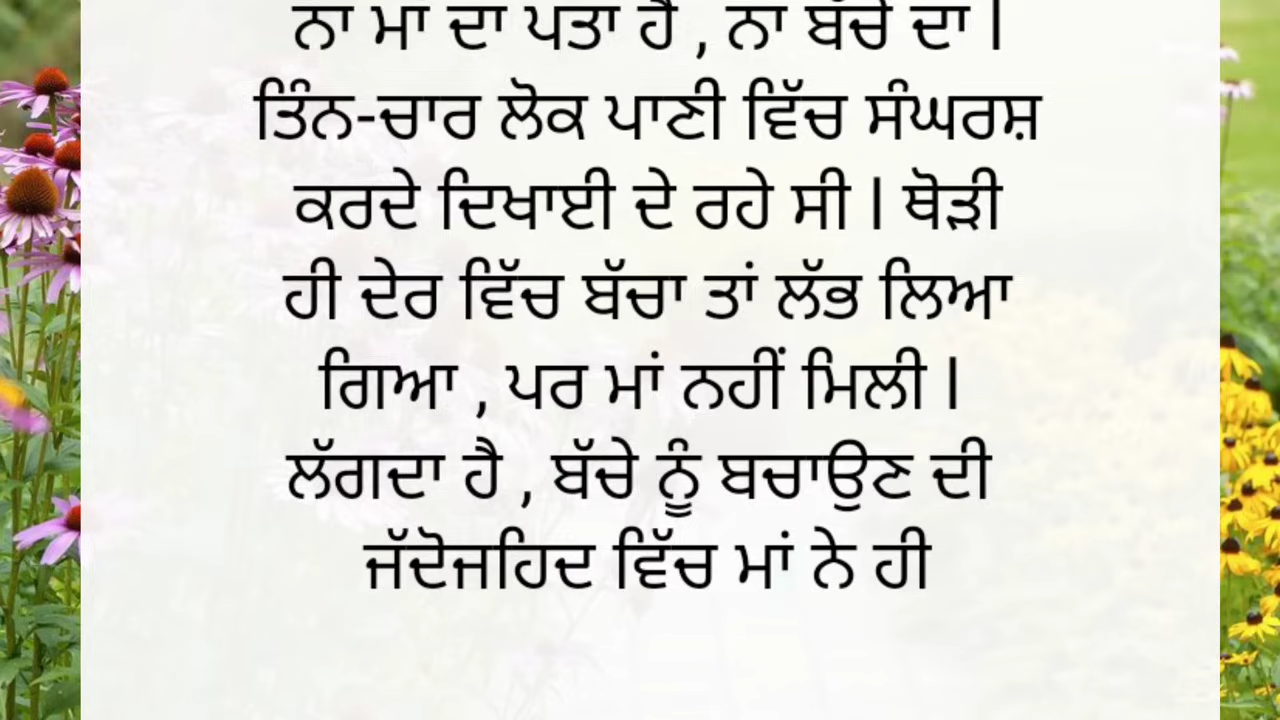 ਨਾ ਮਾਂ ਦਾ ਪਤਾ ਹੈ , ਨਾ ਬੱਚੇ ਦਾ |
ਤਿੰਨ-ਚਾਰ ਲੋਕ ਪਾਣੀ ਵਿੱਚ ਸੰਘਰਸ਼
ਕਰਦੇ ਦਿਖਾਈ ਦੇ ਰਹੇ ਸੀ | ਥੋੜੀ
ਹੀ ਦੇਰ ਵਿੱਚ ਬੱਚਾ ਤਾਂ ਲੱਭ ਲਿਆ
ਗਿਆ , ਪਰ ਮਾਂ ਨਹੀਂ ਮਿਲੀ |
ਲੱਗਦਾ ਹੈ , ਬੱਚੇ ਨੂੰ ਬਚਾਉਣ ਦੀ
ਜੱਦੋਜਹਿਦ ਵਿੱਚ ਮਾਂ ਨੇ ਹੀ